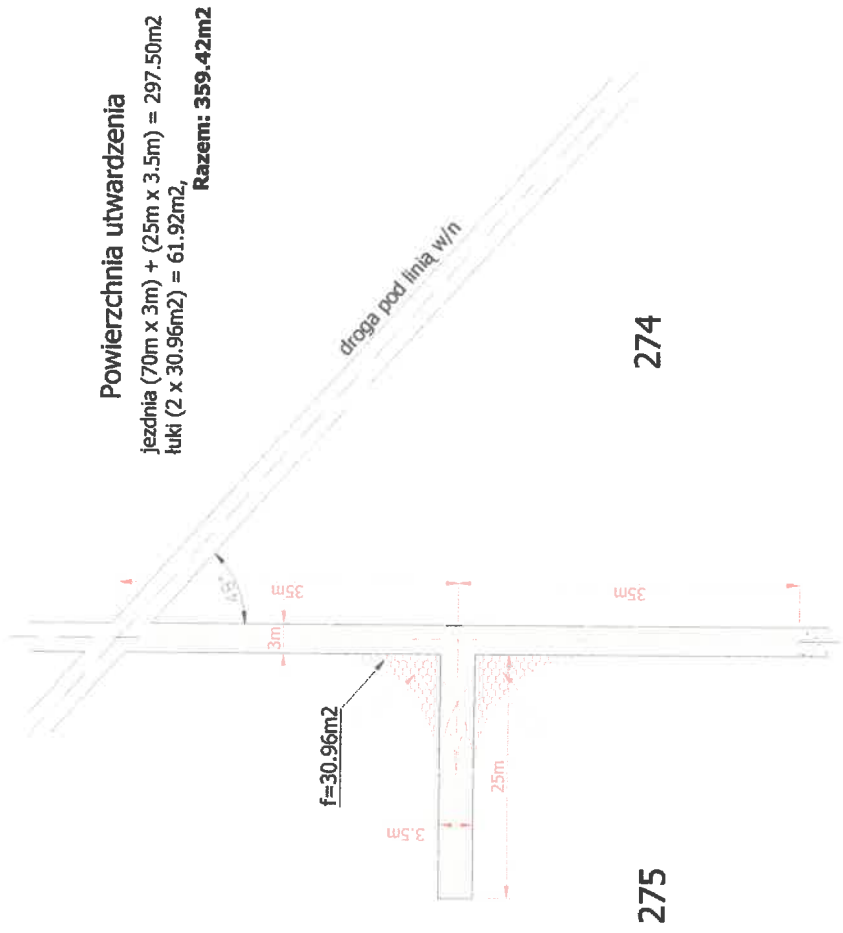 Powierzchnia utwardzenia
jezdnia (70m x 3m) + (25m x 3.5m) = 297.50m2
łuki (2 x 30.96m2) = 61.92m2,
Razem: 359.42m2
droga pod linią w/n
48°
35m
35m
3m
f=30.96m2
3.5m
25m
274
275